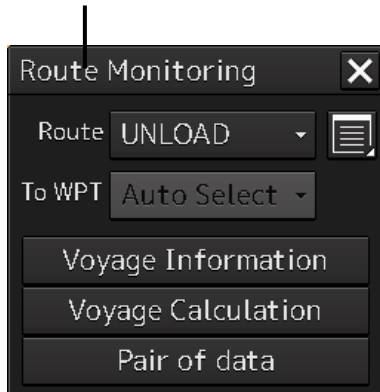 Route Monitoring
Route UNLOAD
To WPT Auto Select
Voyage Information
Voyage Calculation
Pair of data